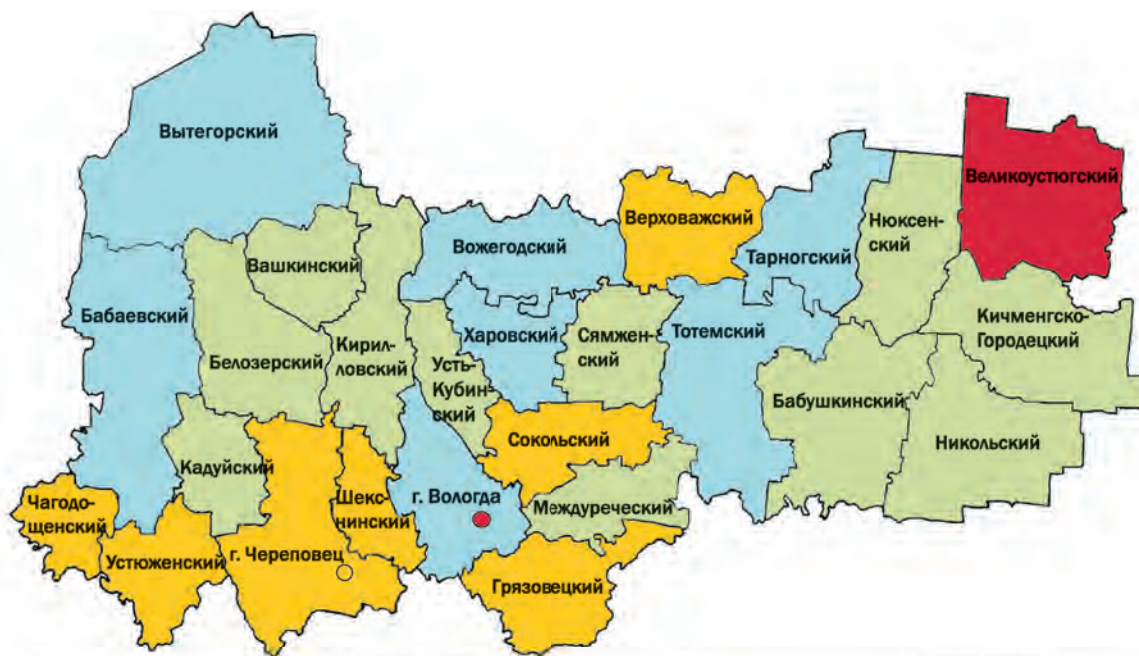 Вытегорский
Великоустюгский
Верховажский
Нюксен-
ский
Вожегодский
Тарногский
Вашкинский
Бабаевский
Харовский
Сямжен-
ский
Тотемский
Кичменгско-
Городецкий
Белозерский
Кирил-
ловский
Усть-
Кубин-
ский
Бабушкинский
Сокольский
Никольский
Кадуйский
Шекс-
нинский
г. Вологда
Междуреческий
Чагодо-
щенский
Устюженский
г. Череповец
Грязовецкий